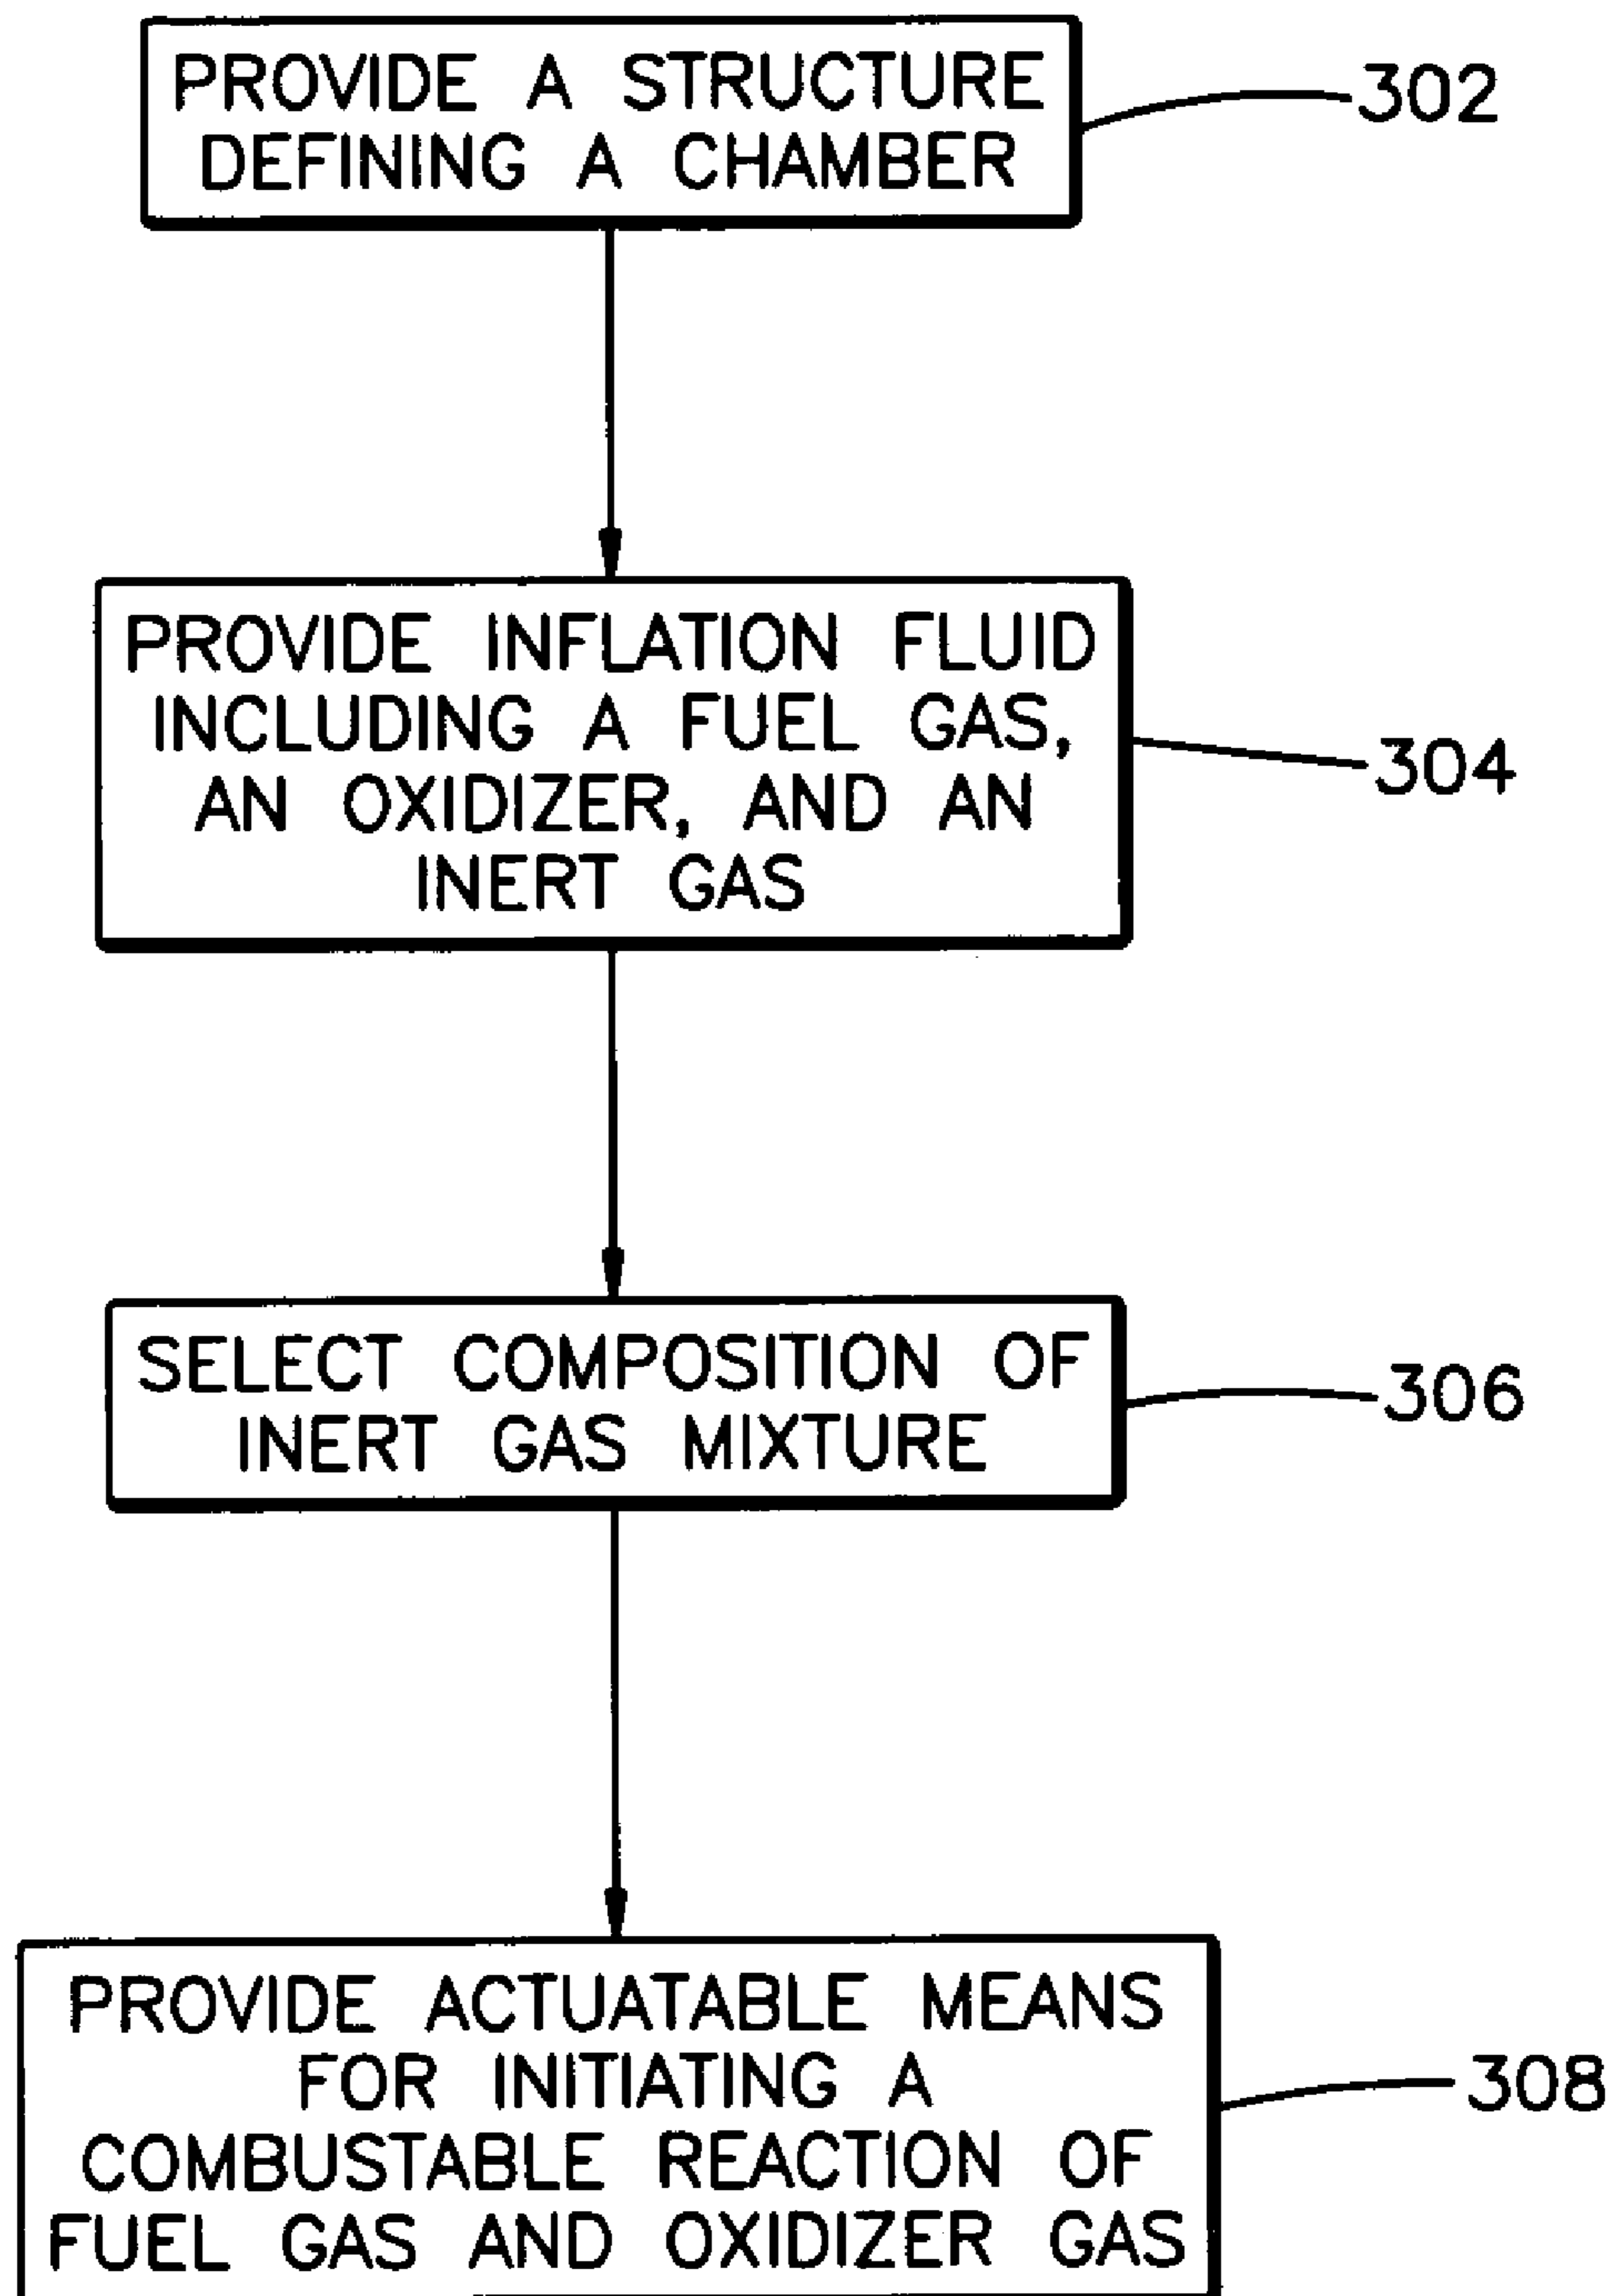 PROVIDE A STRUCTURE
DEFINING A CHAMBER
302
PROVIDE INFLATION FLUID
INCLUDING A FUEL GAS,
AN OXIDIZER, AND AN
INERT GAS
304
SELECT COMPOSITION OF
INERT GAS MIXTURE
306
PROVIDE ACTUATABLE MEANS
FOR INITIATING A
COMBUSTABLE REACTION OF
FUEL GAS AND OXIDIZER GAS
308